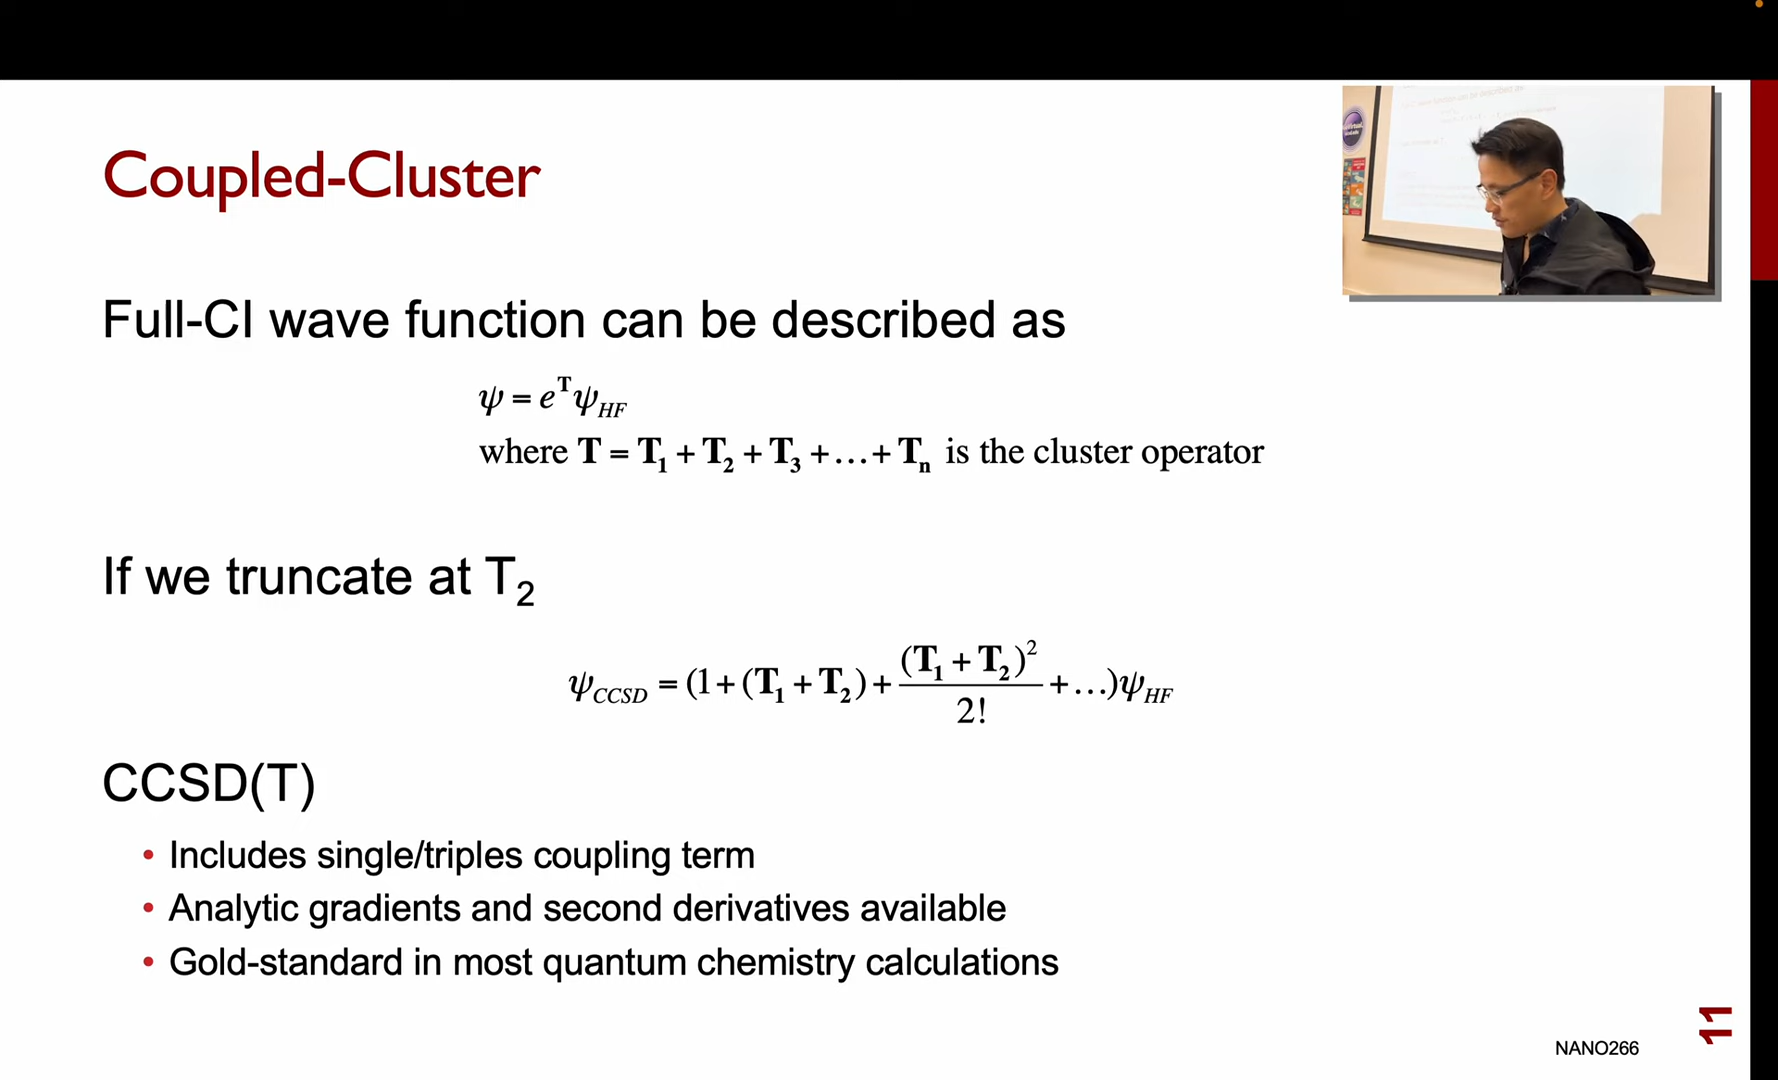 Coupled-Cluster
Full-CI wave function can be described as
ψ = e^T ψ_HF
where T = T₁ + T₂ + T₃ + … + Tₙ is the cluster operator
If we truncate at T₂
ψ_CCSD = (1 + (T₁ + T₂) + (T₁ + T₂)²/2! + …)ψ_HF
CCSD(T)
• Includes single/triples coupling term
• Analytic gradients and second derivatives available
• Gold-standard in most quantum chemistry calculations
NANO266
11